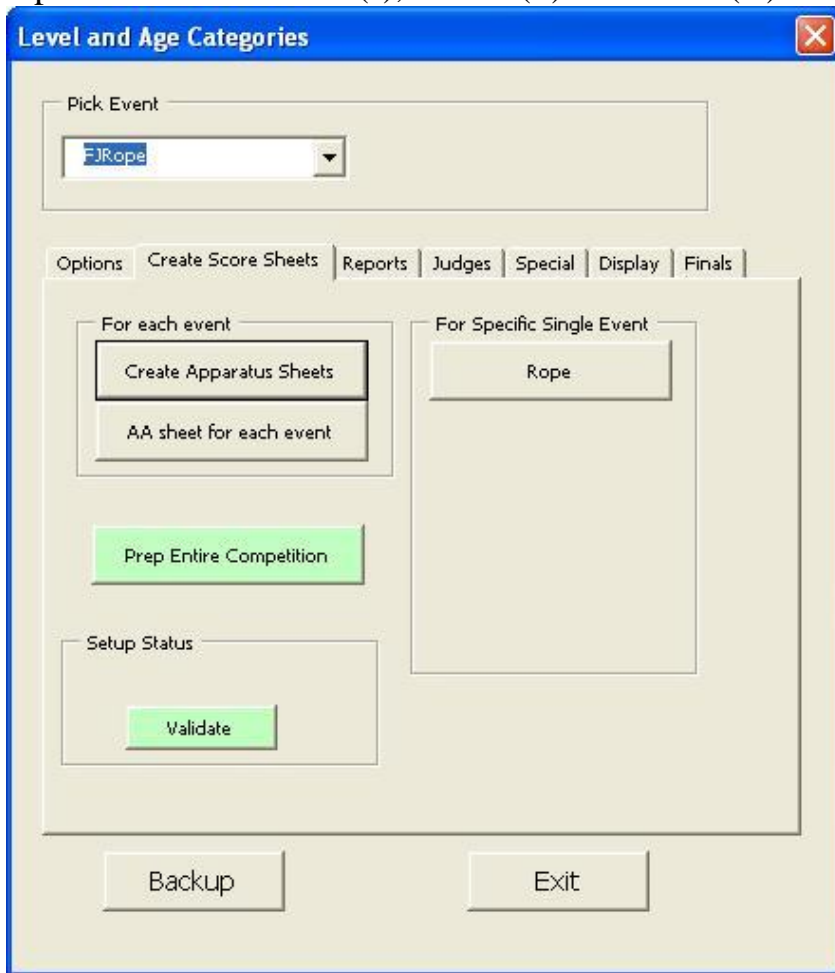 Level and Age Categories
Pick Event
FJRope
Options Create Score Sheets Reports Judges Special Display Finals
For each event
Create Apparatus Sheets
AA sheet for each event
For Specific Single Event
Rope
Prep Entire Competition
Setup Status
Validate
Backup Exit